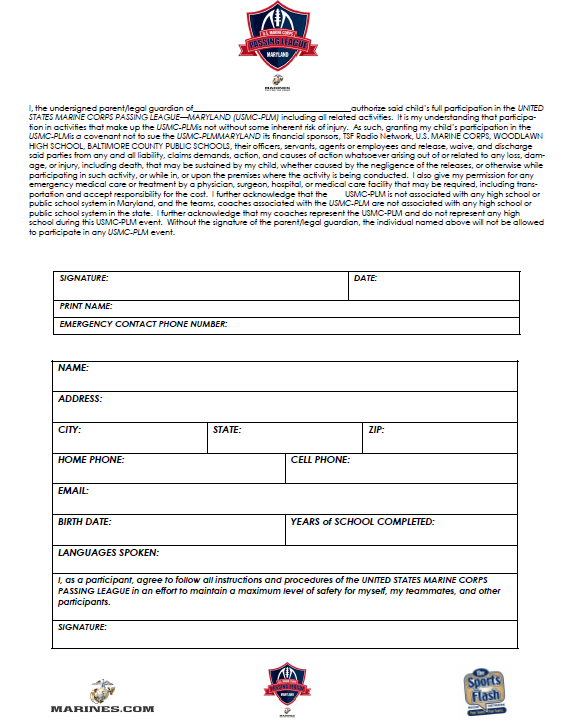 U.S. MARINE CORPS
PASSING LEAGUE
MARYLAND
MARINES
I, the undersigned parent/legal guardian of_____________________________________authorize said child's full participation in the UNITED
STATES MARINE CORPS PASSING LEAGUE—MARYLAND (USMC-PLM) including all related activities. It is my understanding that participa-
tion in activities that make up the USMC-PLMis not without some inherent risk of injury. As such, granting my child's participation in the
USMC-PLMis a covenant not to sue the USMC-PLMMARYLAND its financial sponsors, TSF Radio Network, U.S. MARINE CORPS, WOODLAWN
HIGH SCHOOL, BALTIMORE COUNTY PUBLIC SCHOOLS, their officers, servants, agents or employees and release, waive, and discharge
said parties from any and all liability, claims demands, action, and causes of action whatsoever arising out of or related to any loss, dam-
age, or injury, including death, that may be sustained by my child, whether caused by the negligence of the releases, or otherwise while
participating in such activity, or while in, or upon the premises where the activity is being conducted. I also give my permission for any
emergency medical care or treatment by a physician, surgeon, hospital, or medical care facility that may be required, including trans-
portation and accept responsibility for the cost. I further acknowledge that the USMC-PLM is not associated with any high school or
public school system in Maryland, and the teams, coaches associated with the USMC-PLM are not associated with any high school or
public school system in the state. I further acknowledge that my coaches represent the USMC-PLM and do not represent any high
school during this USMC-PLM event. Without the signature of the parent/legal guardian, the individual named above will not be allowed
to participate in any USMC-PLM event.
SIGNATURE: DATE:
PRINT NAME:
EMERGENCY CONTACT PHONE NUMBER:
NAME:
ADDRESS:
CITY: STATE: ZIP:
HOME PHONE: CELL PHONE:
EMAIL:
BIRTH DATE: YEARS of SCHOOL COMPLETED:
LANGUAGES SPOKEN:
I, as a participant, agree to follow all instructions and procedures of the UNITED STATES MARINE CORPS
PASSING LEAGUE in an effort to maintain a maximum level of safety for myself, my teammates, and other
participants.
SIGNATURE:
MARINES.COM
PASSING LEAGUE
MARYLAND
MARINES
The
Sports
Flash